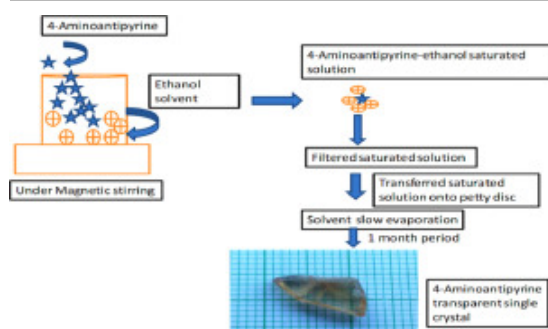 4-Aminoantipyrine
Ethanol
solvent
Under Magnetic stirring
4-Aminoantipyrine-ethanol saturated
solution
Filtered saturated solution
Transferred saturated
solution onto petty disc
Solvent slow evaporation
1 month period
4-Aminoantipyrine
transparent single
crystal